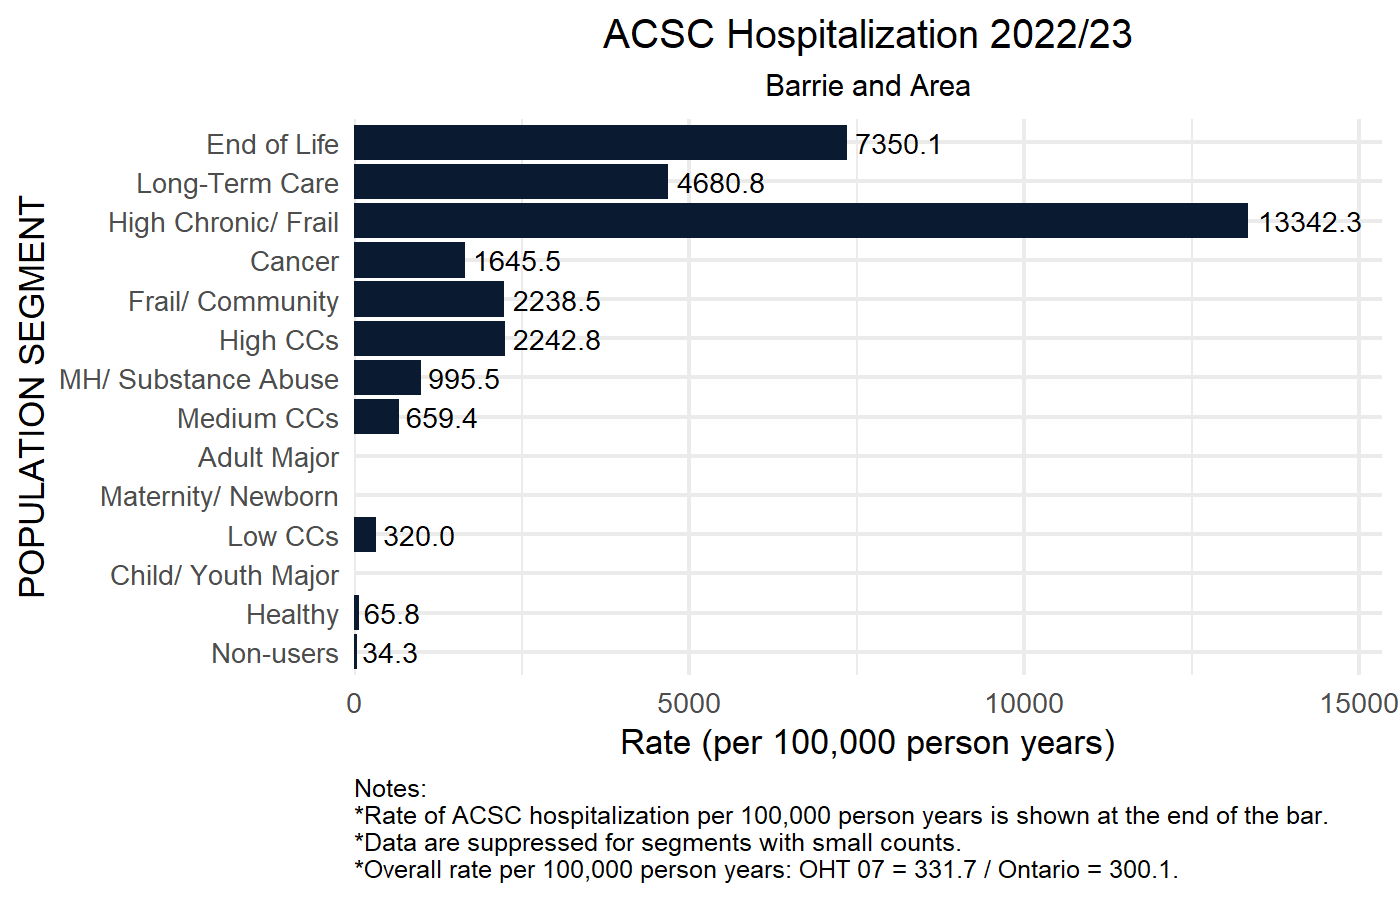 ACSC Hospitalization 2022/23
Barrie and Area
POPULATION SEGMENT
End of Life 7350.1
Long-Term Care 4680.8
High Chronic/ Frail 13342.3
Cancer 1645.5
Frail/ Community 2238.5
High CCs 2242.8
MH/ Substance Abuse 995.5
Medium CCs 659.4
Adult Major
Maternity/ Newborn
Low CCs 320.0
Child/ Youth Major
Healthy 65.8
Non-users 34.3
0 5000 10000 15000
Rate (per 100,000 person years)
Notes:
*Rate of ACSC hospitalization per 100,000 person years is shown at the end of the bar.
*Data are suppressed for segments with small counts.
*Overall rate per 100,000 person years: OHT 07 = 331.7 / Ontario = 300.1.